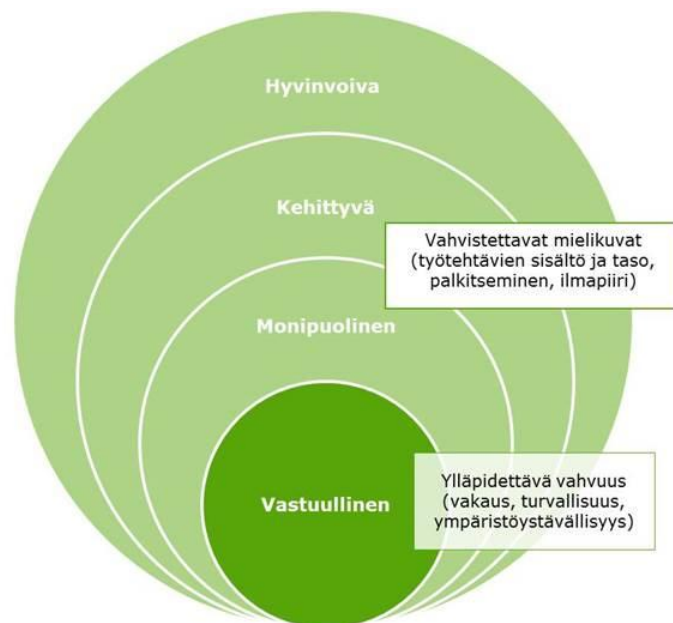 Hyvinvoiva
Kehittyvä
Vahvistettavat mielikuvat
(työtehtävien sisältö ja taso,
palkitseminen, ilmapiiri)
Monipuolinen
Vastuullinen
Ylläpidettävä vahvuus
(vakaus, turvallisuus,
ympäristöystävällisyys)